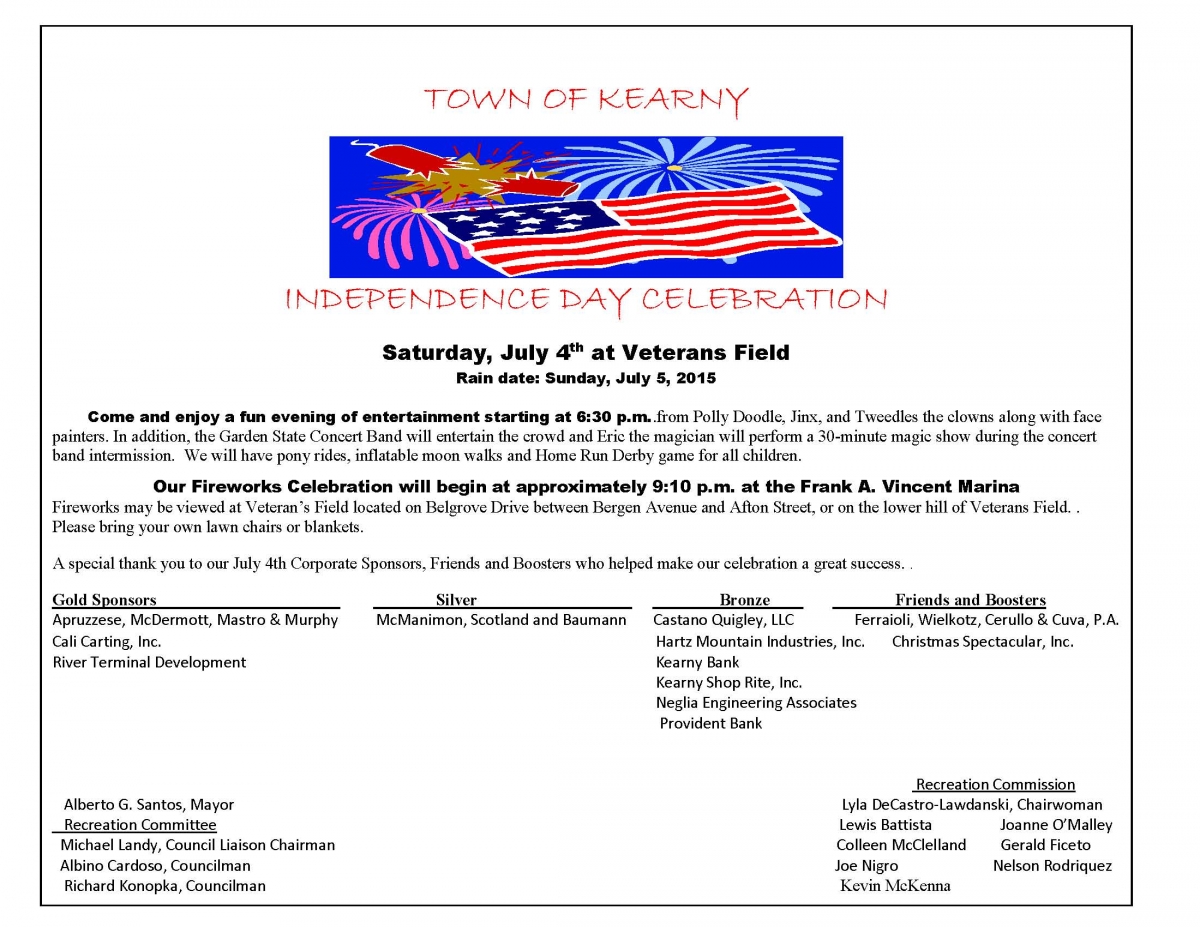 TOWN OF KEARNY
INDEPENDENCE DAY CELEBRATION
Saturday, July 4th at Veterans Field
Rain date: Sunday, July 5, 2015
Come and enjoy a fun evening of entertainment starting at 6:30 p.m. .from Polly Doodle, Jinx, and Tweedles the clowns along with face
painters. In addition, the Garden State Concert Band will entertain the crowd and Eric the magician will perform a 30-minute magic show during the concert
band intermission.  We will have pony rides, inflatable moon walks and Home Run Derby game for all children.
Our Fireworks Celebration will begin at approximately 9:10 p.m. at the Frank A. Vincent Marina
Fireworks may be viewed at Veteran’s Field located on Belgrove Drive between Bergen Avenue and Afton Street, or on the lower hill of Veterans Field. .
Please bring your own lawn chairs or blankets.
A special thank you to our July 4th Corporate Sponsors, Friends and Boosters who helped make our celebration a great success. .
Gold Sponsors Silver Bronze Friends and Boosters
Apruzzese, McDermott, Mastro & Murphy McManimon, Scotland and Baumann Castano Quigley, LLC Ferraioli, Wielkotz, Cerullo & Cuva, P.A.
Cali Carting, Inc. Hartz Mountain Industries, Inc. Christmas Spectacular, Inc.
River Terminal Development Kearny Bank
Kearny Shop Rite, Inc.
Neglia Engineering Associates
Provident Bank
Recreation Commission
Alberto G. Santos, Mayor Lyla DeCastro-Lawdanski, Chairwoman
Recreation Committee Lewis Battista Joanne O’Malley
Michael Landy, Council Liaison Chairman Colleen McClelland Gerald Ficeto
Albino Cardoso, Councilman Joe Nigro Nelson Rodriquez
Richard Konopka, Councilman Kevin McKenna